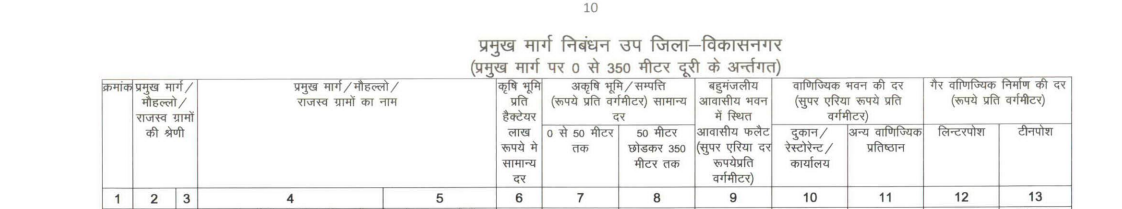 10
प्रमुख मार्ग निबंधन उप जिला–विकासनगर
(प्रमुख मार्ग पर 0 से 350 मीटर दूरी के अर्न्तगत)
क्रमांक
प्रमुख मार्ग/
मौहल्लो/
राजस्व ग्रामों
की श्रेणी
प्रमुख मार्ग/मौहल्लो/
राजस्व ग्रामों का नाम
कृषि भूमि
प्रति
हैक्टेयर
लाख
रूपये मे
सामान्य
दर
अकृषि भूमि/सम्पत्ति
(रूपये प्रति वर्गमीटर) सामान्य
दर
0 से 50 मीटर
तक
50 मीटर
छोडकर 350
मीटर तक
बहुमंजलीय
आवासीय भवन
में स्थित
आवासीय फलैट
(सुपर एरिया दर
रूपयेप्रति
वर्गमीटर)
वाणिज्यिक भवन की दर
(सुपर एरिया रूपये प्रति
वर्गमीटर)
दुकान/
रेस्टोरेन्ट/
कार्यालय
अन्य वाणिज्यिक
प्रतिष्ठान
गैर वाणिज्यिक निर्माण की दर
(रूपये प्रति वर्गमीटर)
लिन्टरपोश
टीनपोश
1 2 3 4 5 6 7 8 9 10 11 12 13